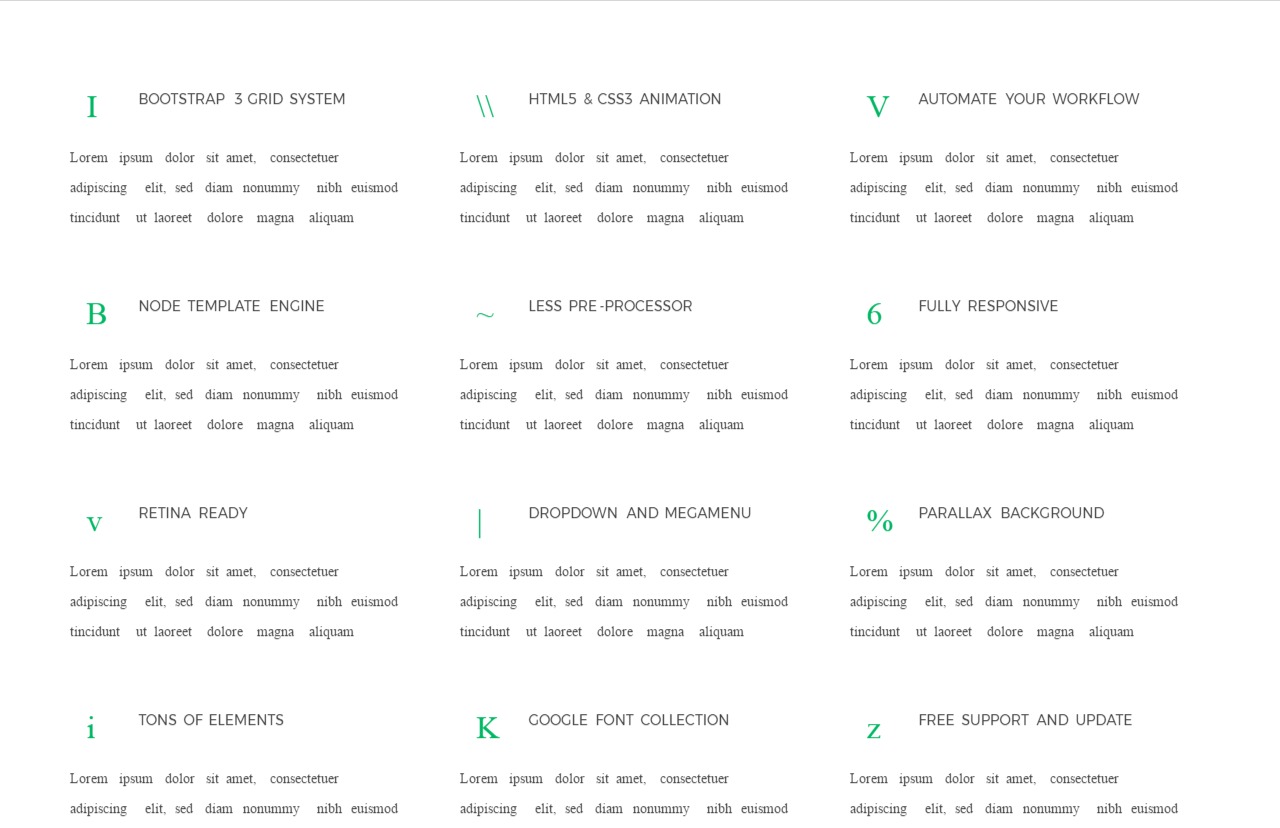 I BOOTSTRAP 3 GRID SYSTEM
Lorem ipsum dolor sit amet, consectetuer
adipiscing elit, sed diam nonummy nibh euismod
tincidunt ut laoreet dolore magna aliquam
\\ HTML5 & CSS3 ANIMATION
Lorem ipsum dolor sit amet, consectetuer
adipiscing elit, sed diam nonummy nibh euismod
tincidunt ut laoreet dolore magna aliquam
V AUTOMATE YOUR WORKFLOW
Lorem ipsum dolor sit amet, consectetuer
adipiscing elit, sed diam nonummy nibh euismod
tincidunt ut laoreet dolore magna aliquam
B NODE TEMPLATE ENGINE
Lorem ipsum dolor sit amet, consectetuer
adipiscing elit, sed diam nonummy nibh euismod
tincidunt ut laoreet dolore magna aliquam
~ LESS PRE-PROCESSOR
Lorem ipsum dolor sit amet, consectetuer
adipiscing elit, sed diam nonummy nibh euismod
tincidunt ut laoreet dolore magna aliquam
6 FULLY RESPONSIVE
Lorem ipsum dolor sit amet, consectetuer
adipiscing elit, sed diam nonummy nibh euismod
tincidunt ut laoreet dolore magna aliquam
v RETINA READY
Lorem ipsum dolor sit amet, consectetuer
adipiscing elit, sed diam nonummy nibh euismod
tincidunt ut laoreet dolore magna aliquam
| DROPDOWN AND MEGAMENU
Lorem ipsum dolor sit amet, consectetuer
adipiscing elit, sed diam nonummy nibh euismod
tincidunt ut laoreet dolore magna aliquam
% PARALLAX BACKGROUND
Lorem ipsum dolor sit amet, consectetuer
adipiscing elit, sed diam nonummy nibh euismod
tincidunt ut laoreet dolore magna aliquam
i TONS OF ELEMENTS
Lorem ipsum dolor sit amet, consectetuer
adipiscing elit, sed diam nonummy nibh euismod
K GOOGLE FONT COLLECTION
Lorem ipsum dolor sit amet, consectetuer
adipiscing elit, sed diam nonummy nibh euismod
z FREE SUPPORT AND UPDATE
Lorem ipsum dolor sit amet, consectetuer
adipiscing elit, sed diam nonummy nibh euismod